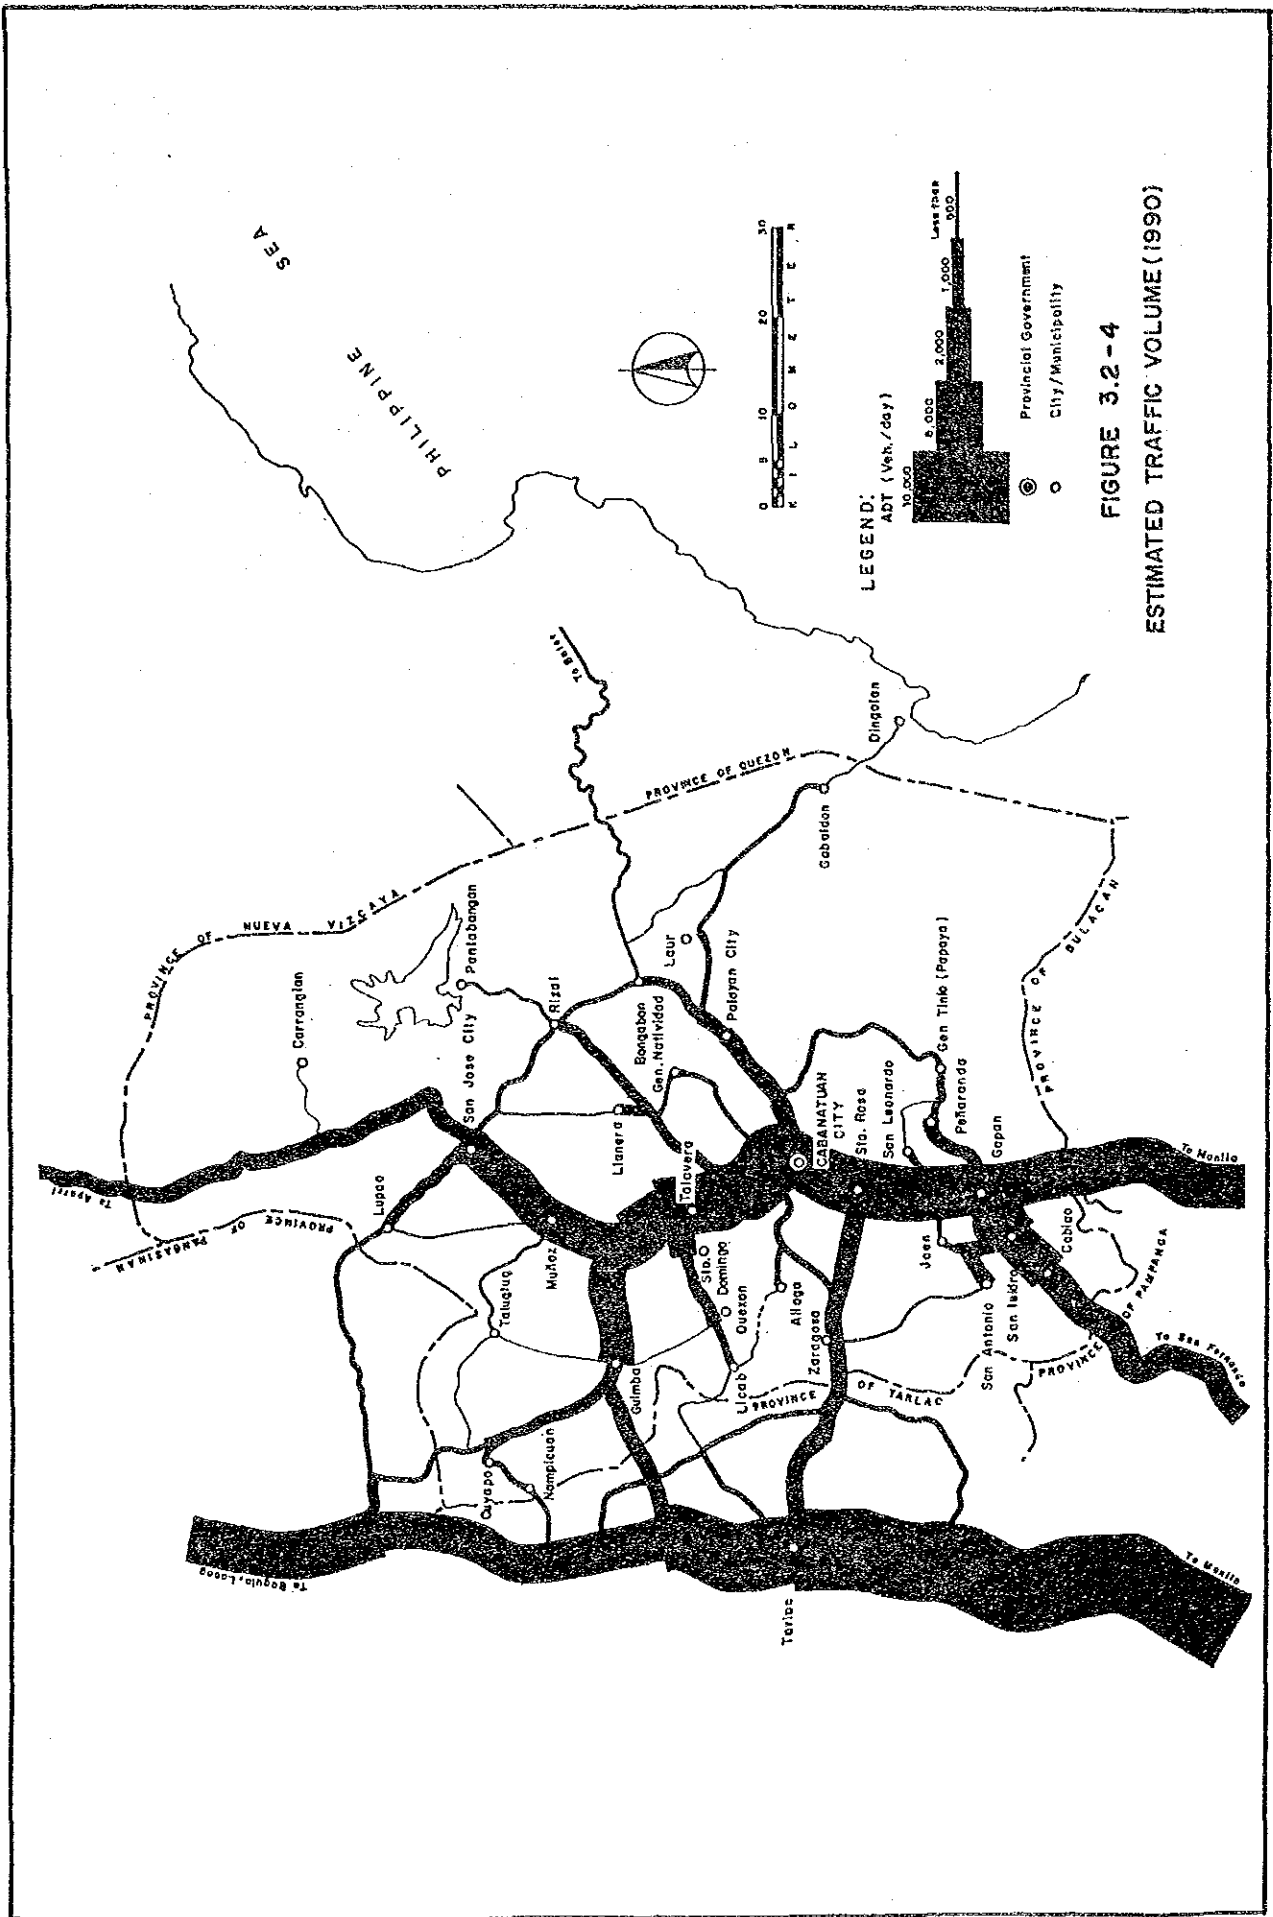 PHILIPPINE SEA
0 5 10 20 30
K I L O M E T E R
LEGEND:
ADT (Veh./day)
10,000
2,000
1,000
Less than
500
Provincial Government
City/Municipality
FIGURE 3.2-4
ESTIMATED TRAFFIC VOLUME (1990)
PROVINCE OF NUEVA VIZCAYA
PROVINCE OF QUEZON
PROVINCE OF BULACAN
PROVINCE OF PANGASINAN
PROVINCE OF TARLAC
PROVINCE OF PAMPANGA
To Aparri
To Baler
To Manila
To San Fernando
To Manila
Carranglan
Pantabangan
San Jose City
Lupao
Rizal
Muñoz
Talugtug
Llanera
Bongabon
Gen. Natividad
Laur
Palayan City
Gabaldon
Dingalan
Talavera
Sto.
Domingo
Quezon
Licab
Guimba
Cuyapo
Nampicuan
CABANATUAN
CITY
Aliaga
Zaragosa
Sta. Rosa
San Leonardo
Gen Tinio (Papaya)
Peñaranda
Gapan
Jaen
San Antonio
San Isidro
Cabiao
Tarlac